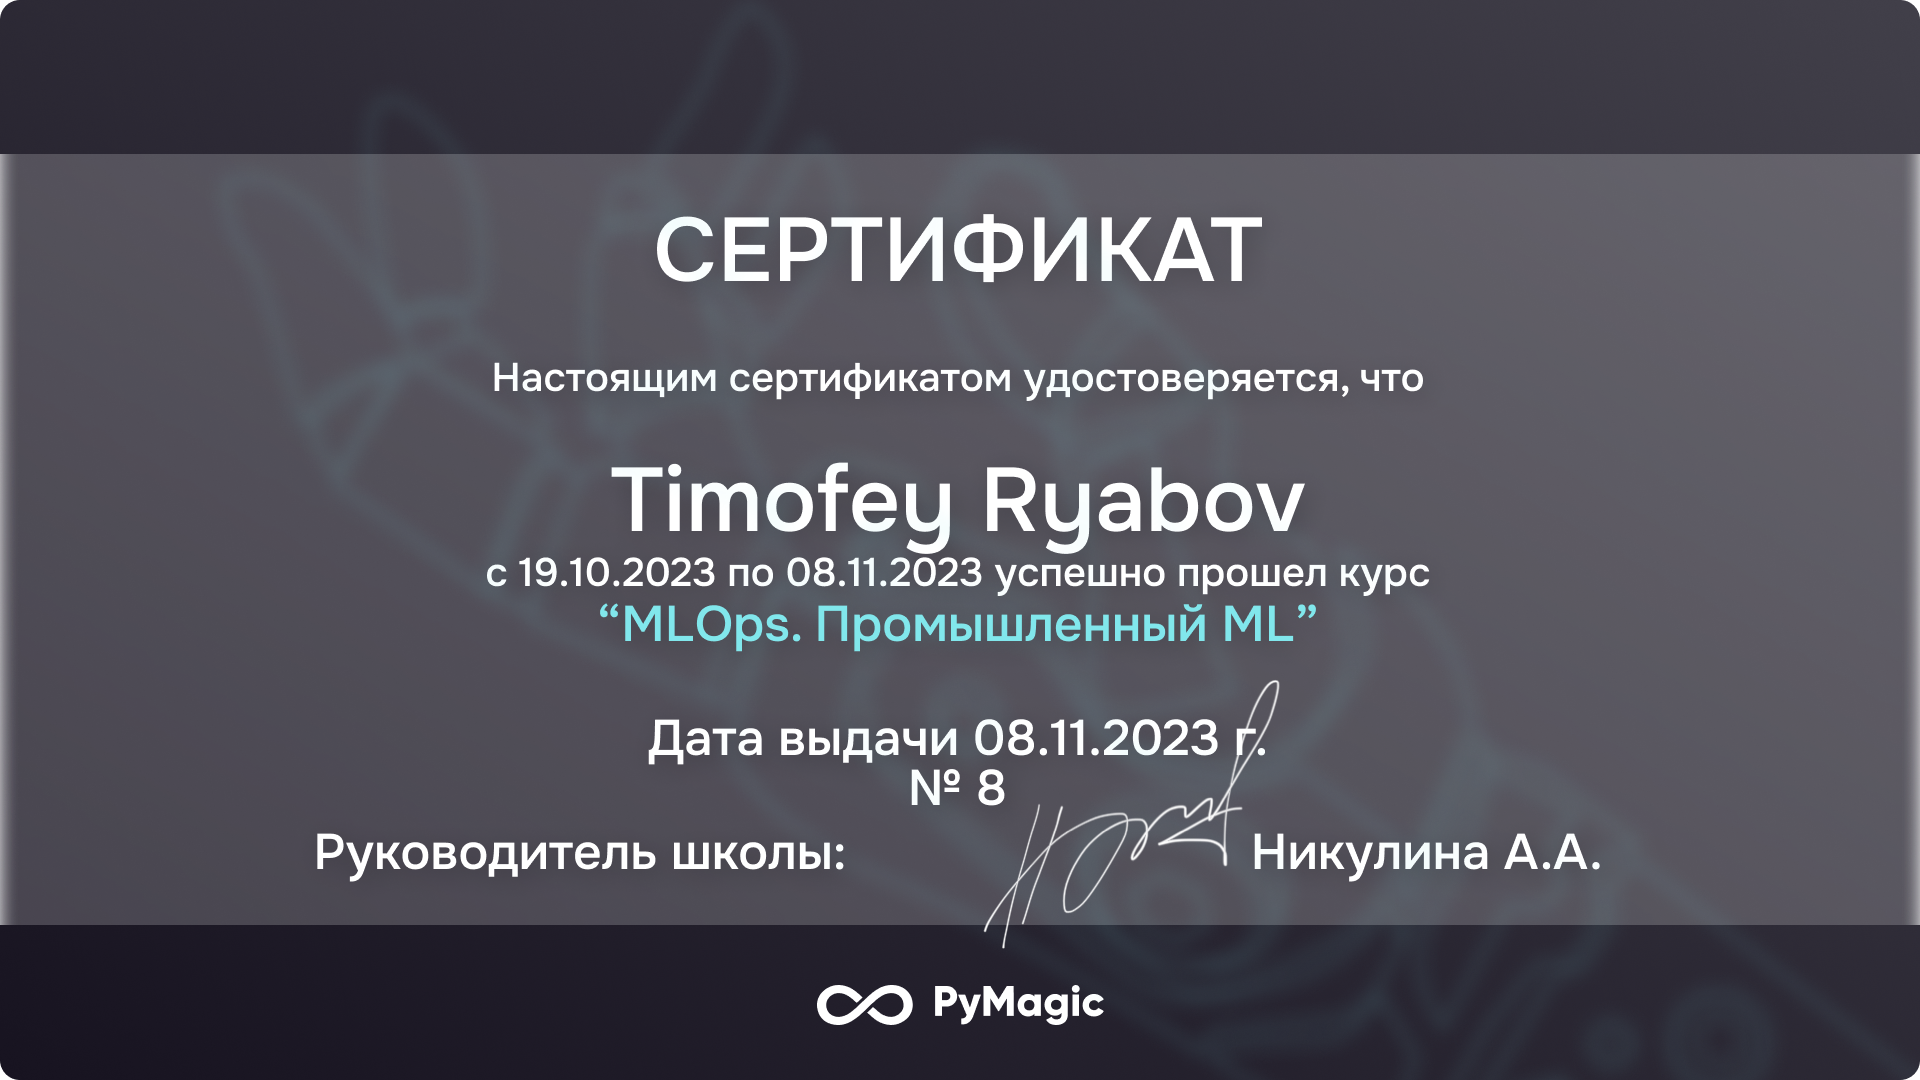 СЕРТИФИКАТ
Настоящим сертификатом удостоверяется, что
Timofey Ryabov
с 19.10.2023 по 08.11.2023 успешно прошел курс
“MLOps. Промышленный ML”
Дата выдачи 08.11.2023 г.
№ 8
Руководитель школы: Никулина А.А.
PyMagic